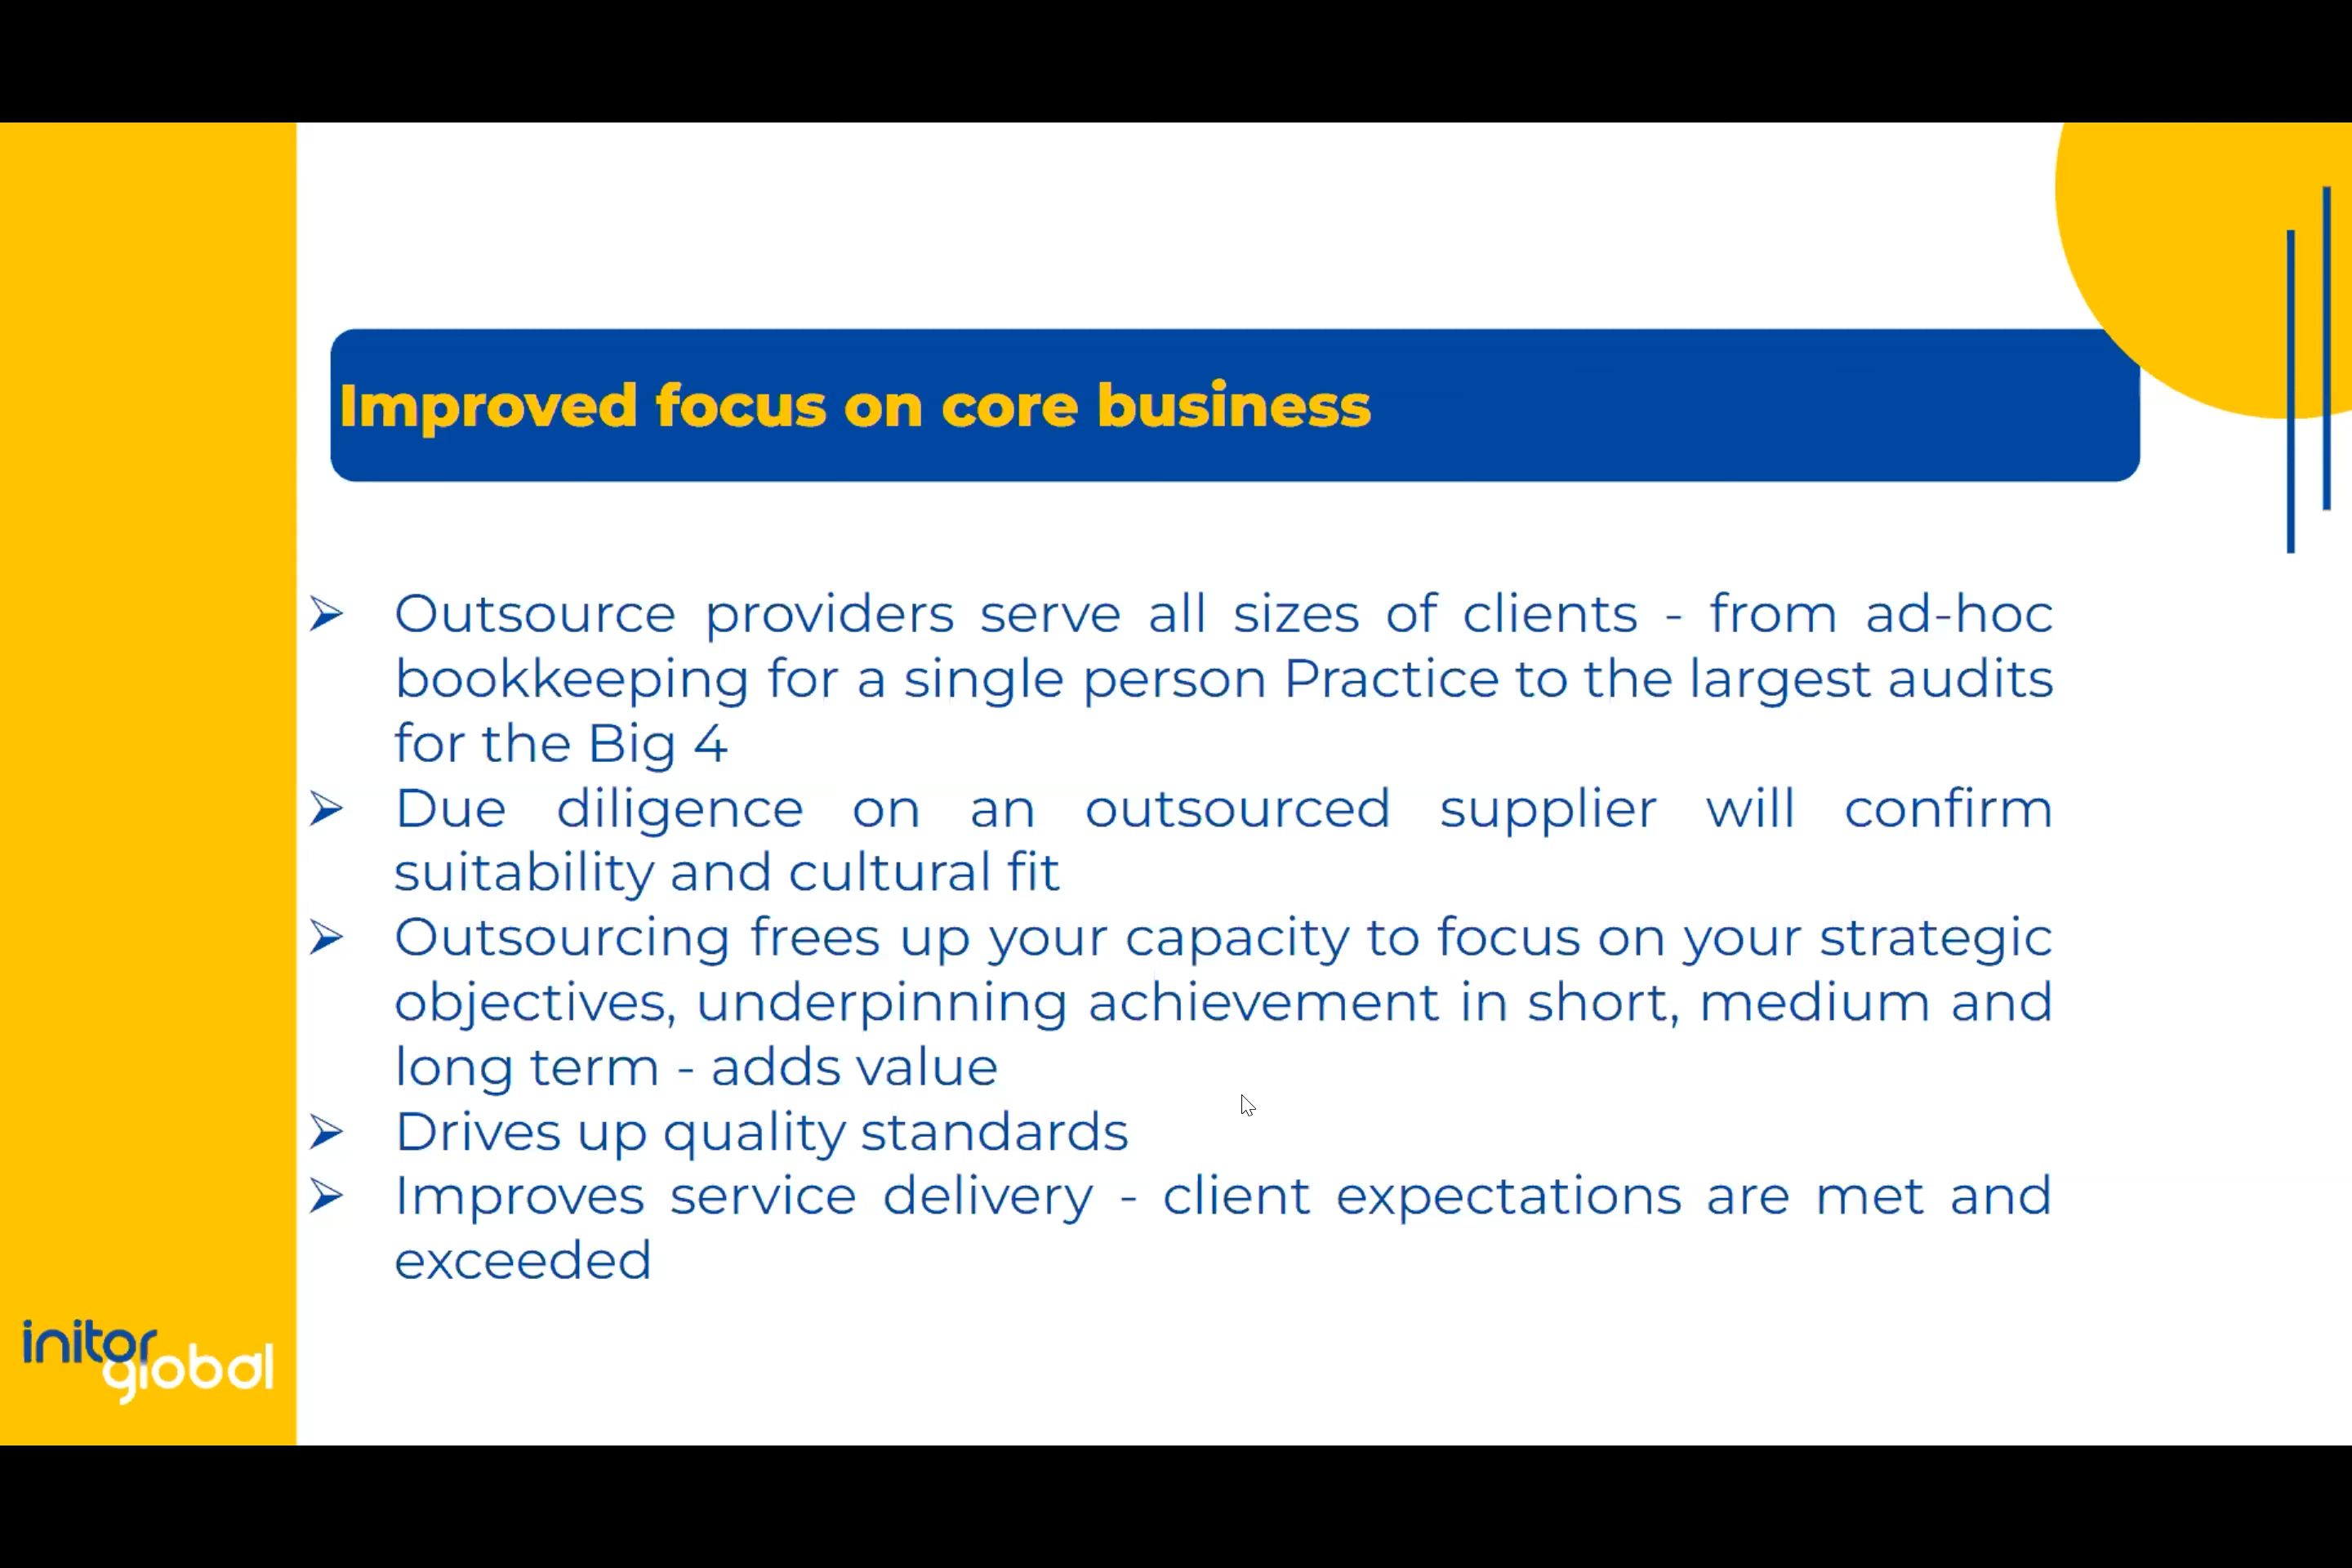 Improved focus on core business
➢ Outsource providers serve all sizes of clients - from ad-hoc
bookkeeping for a single person Practice to the largest audits
for the Big 4
➢ Due diligence on an outsourced supplier will confirm
suitability and cultural fit
➢ Outsourcing frees up your capacity to focus on your strategic
objectives, underpinning achievement in short, medium and
long term - adds value
➢ Drives up quality standards
➢ Improves service delivery - client expectations are met and
exceeded
initor
global